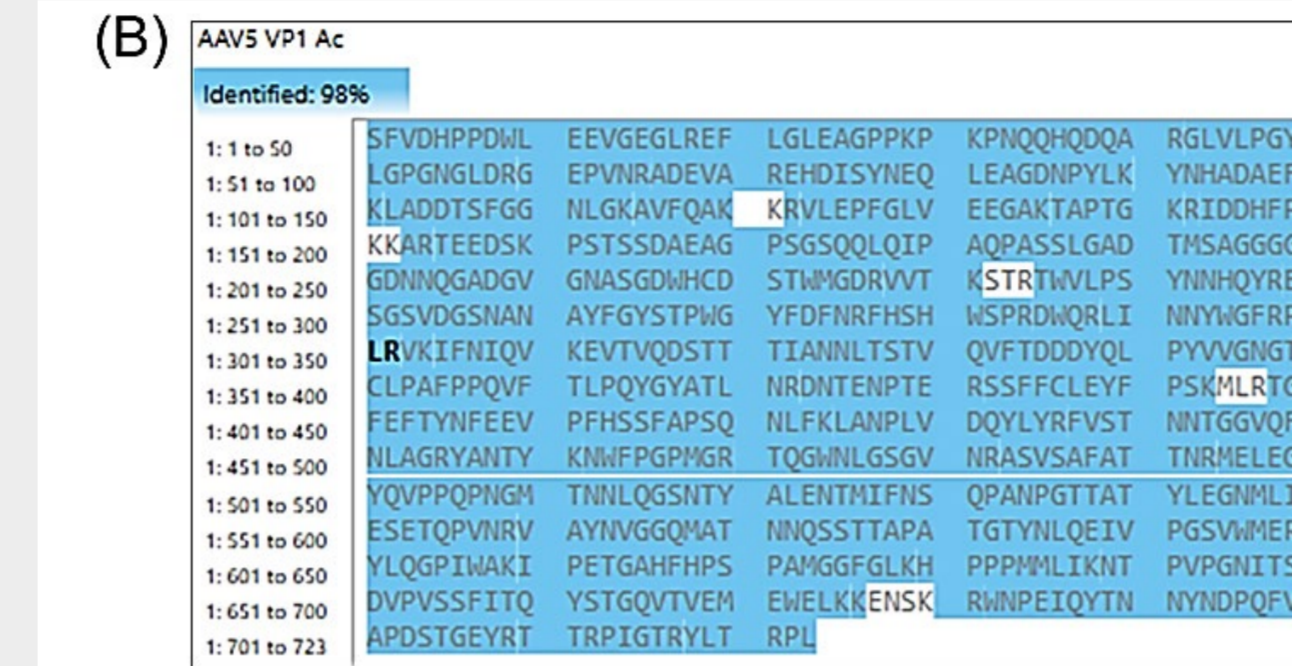 (B)
AAV5 VP1 Ac
Identified: 98%
1: 1 to 50 SFVDHPPDWL EEVGEGLREF LGLEAGPPKP KPNQQHQDQA RGLVLPGY
1: 51 to 100 LGPGNGLDRG EPVNRADEVA REHDISYNEQ LEAGDNPYLK YNHADAEF
1: 101 to 150 KLADDTSFGG NLGKAVFQAK KRVLEPFGLV EEGAKTAPTG KRIDDHFP
1: 151 to 200 KKARTEEDSK PSTSSDAEAG PSGSQQLQIP AQPASSLGAD TMSAGGGG
1: 201 to 250 GDNNQGADGV GNASGDWHCD STWMGDRVVT KSTRTWVLPS YNNHQYRE
1: 251 to 300 SGSVDGSNAN AYFGYSTPWG YFDFNRFHSH WSPRDWQRLI NNYWGFRP
1: 301 to 350 LRVKIFNIQV KEVTVQDSTT TIANNLTSTV QVFTDDDYQL PYVVGNGT
1: 351 to 400 CLPAFPPQVF TLPQYGYATL NRDNTENPTE RSSFFCLEYF PSKMLRTG
1: 401 to 450 FEFTYNFEEV PFHSSFAPSQ NLFKLANPLV DQYLYRFVST NNTGGVQF
1: 451 to 500 NLAGRYANTY KNWFPGPMGR TQGWNLGSGV NRASVSAFAT TNRMELEG
1: 501 to 550 YQVPPQPNGM TNNLQGSNTY ALENTMIFNS QPANPGTTAT YLEGNMLI
1: 551 to 600 ESETQPVNRV AYNVGGQMAT NNQSSTTAPA TGTYNLQEIV PGSVWMER
1: 601 to 650 YLQGPIWAKI PETGAHFHPS PAMGGFGLKH PPPMMLIKNT PVPGNITS
1: 651 to 700 DVPVSSFITQ YSTGQVTVEM EWELKKENSK RWNPEIQYTN NYNDPQFV
1: 701 to 723 APDSTGEYRT TRPIGTRYLT RPL